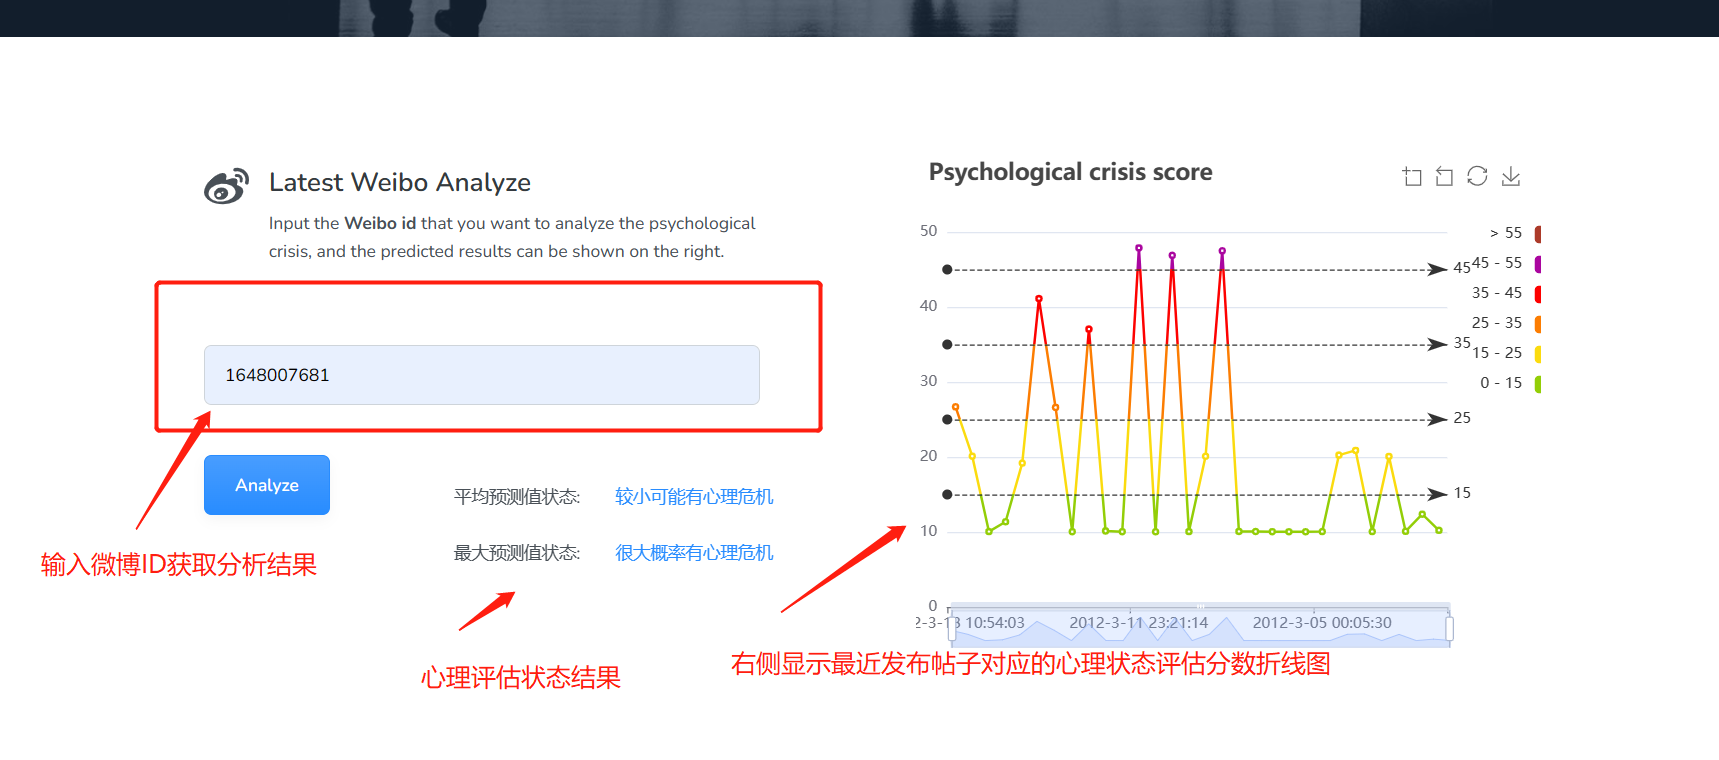 Latest Weibo Analyze
Input the Weibo id that you want to analyze the psychological
crisis, and the predicted results can be shown on the right.
1648007681
Analyze
平均预测值状态:
较小可能有心理危机
最大预测值状态:
很大概率有心理危机
输入微博ID获取分析结果
心理评估状态结果
Psychological crisis score
50
40
30
20
10
0
45
35
25
15
> 55
45 - 55
35 - 45
25 - 35
15 - 25
0 - 15
2-3-13 10:54:03
2012-3-11 23:21:14
2012-3-05 00:05:30
右侧显示最近发布帖子对应的心理状态评估分数折线图